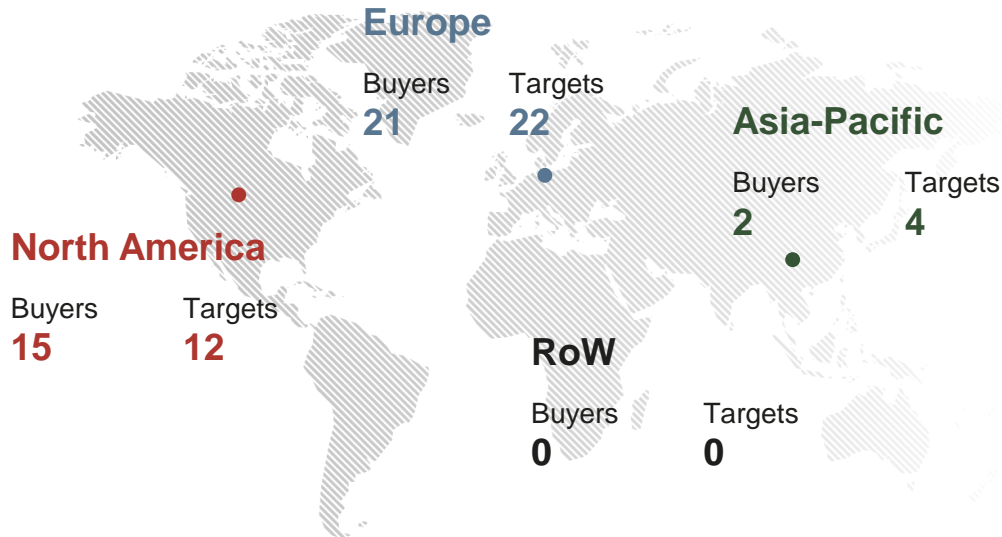 Europe
Buyers Targets
21 22
Asia-Pacific
Buyers Targets
2 4
North America
Buyers Targets
15 12
RoW
Buyers Targets
0 0